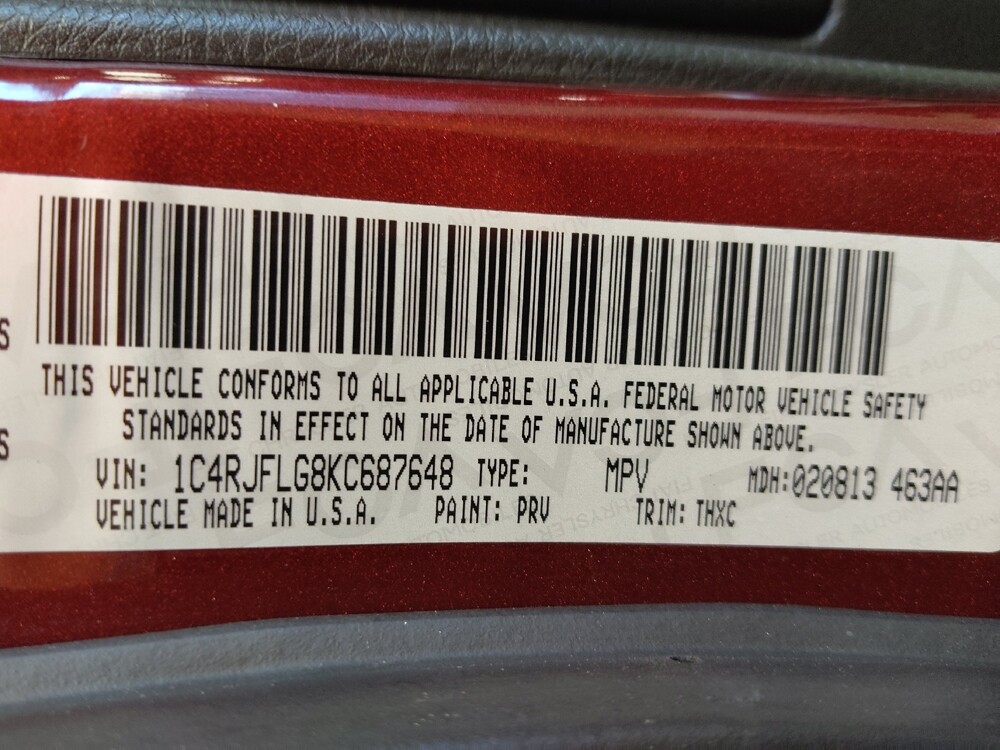 S
THIS VEHICLE CONFORMS TO ALL APPLICABLE U.S.A. FEDERAL MOTOR VEHICLE SAFETY
S
STANDARDS IN EFFECT ON THE DATE OF MANUFACTURE SHOWN ABOVE.
VIN: 1C4RJFLG8KC687648 TYPE: MPV MDH:020813 463AA
VEHICLE MADE IN U.S.A. PAINT: PRV TRIM: THXC